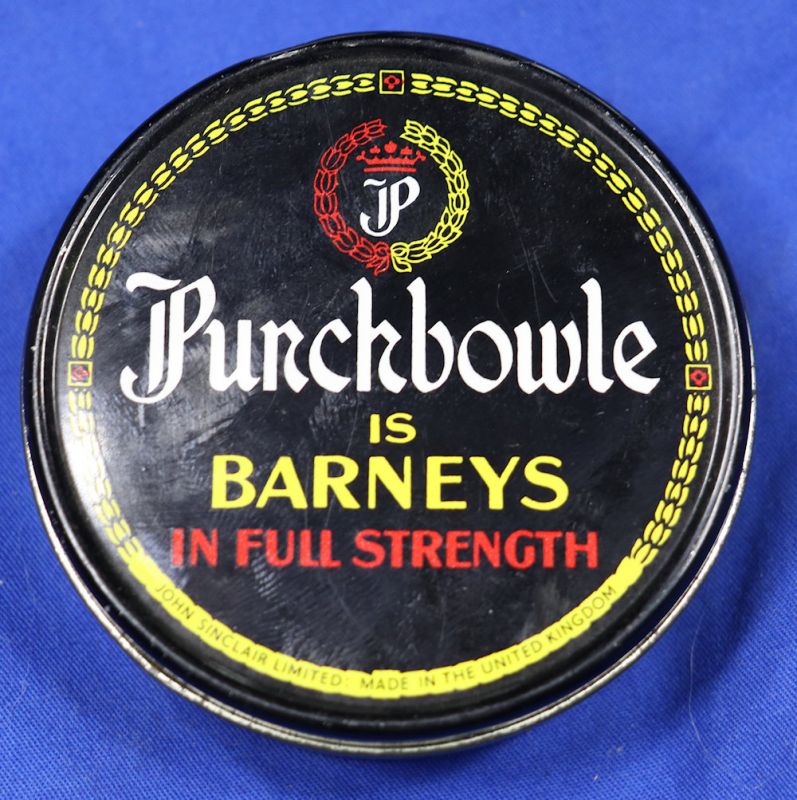 JP
Punchbowle
IS
BARNEYS
IN FULL STRENGTH
JOHN SINCLAIR LIMITED: MADE IN THE UNITED KINGDOM